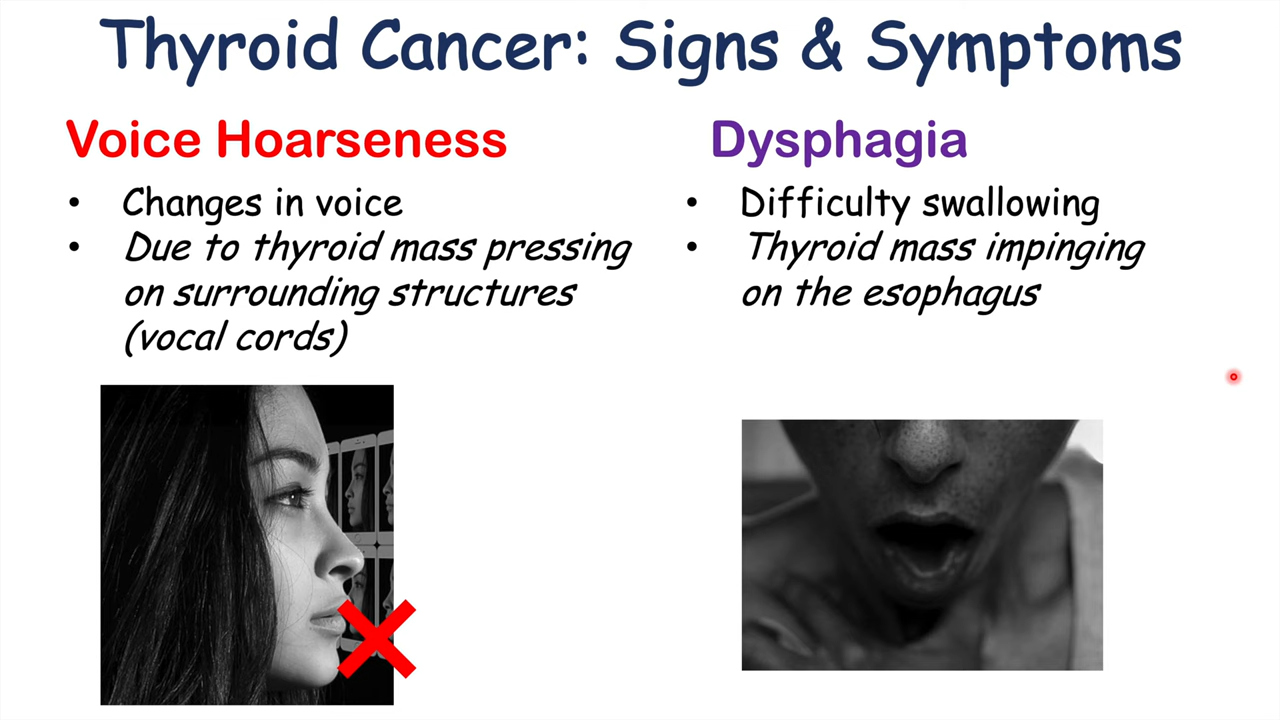 Thyroid Cancer: Signs & Symptoms
Voice Hoarseness
• Changes in voice
• Due to thyroid mass pressing
on surrounding structures
(vocal cords)
Dysphagia
• Difficulty swallowing
• Thyroid mass impinging
on the esophagus